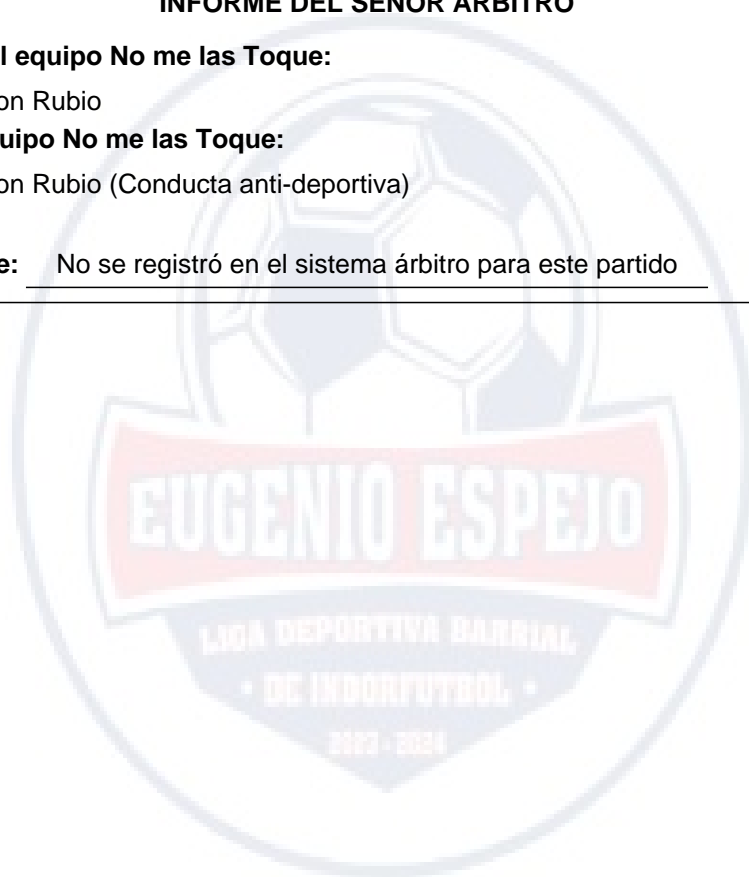 INFORME DEL SEÑOR ÁRBITRO
l equipo No me las Toque:
on Rubio
uipo No me las Toque:
on Rubio (Conducta anti-deportiva)
e: No se registró en el sistema árbitro para este partido
EUGENIO ESPEJO
LIGA DEPORTIVA BARRIAL
• DE INDORFUTBOL •
2023 - 2024